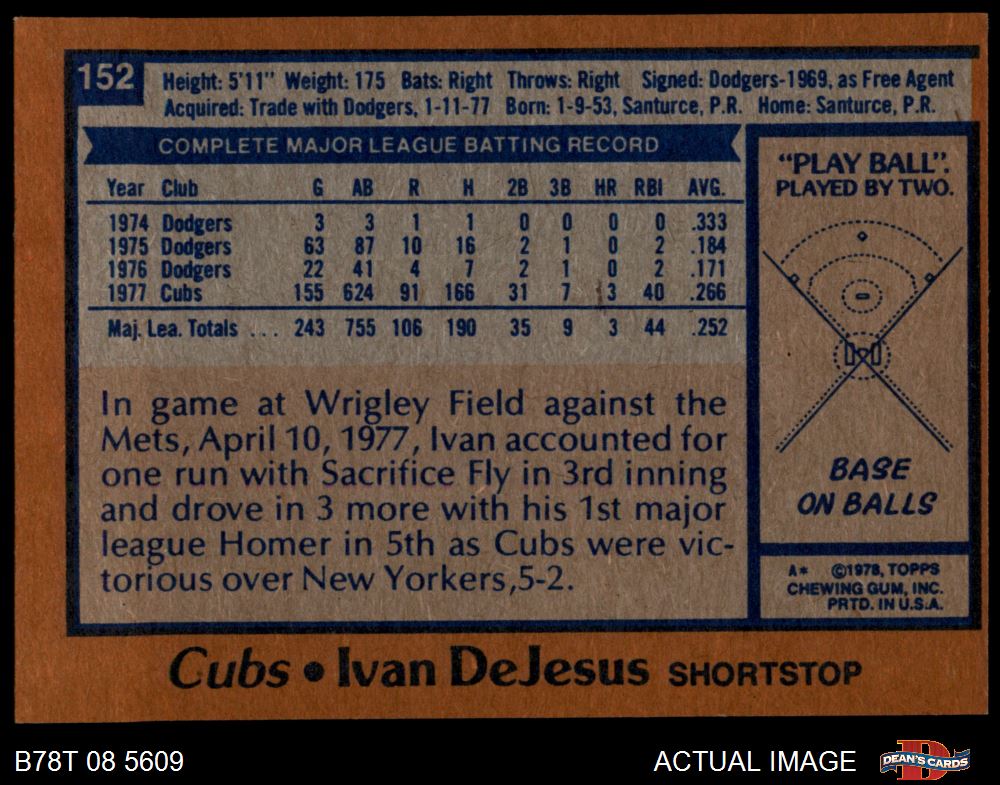 152
Height: 5'11" Weight: 175 Bats: Right Throws: Right Signed: Dodgers-1969, as Free Agent
Acquired: Trade with Dodgers, 1-11-77 Born: 1-9-53, Santurce, P.R. Home: Santurce, P.R.
COMPLETE MAJOR LEAGUE BATTING RECORD
Year Club G AB R H 2B 3B HR RBI AVG.
1974 Dodgers 3 3 1 1 0 0 0 0 .333
1975 Dodgers 63 87 10 16 2 1 0 2 .184
1976 Dodgers 22 41 4 7 2 1 0 2 .171
1977 Cubs 155 624 91 166 31 7 3 40 .266
Maj. Lea. Totals ... 243 755 106 190 35 9 3 44 .252
In game at Wrigley Field against the
Mets, April 10, 1977, Ivan accounted for
one run with Sacrifice Fly in 3rd inning
and drove in 3 more with his 1st major
league Homer in 5th as Cubs were vic-
torious over New Yorkers,5-2.
"PLAY BALL":
PLAYED BY TWO.
BASE
ON BALLS
A* ©1978, TOPPS
CHEWING GUM, INC.
PRTD. IN U.S.A.
Cubs • Ivan DeJesus SHORTSTOP
B78T 08 5609
ACTUAL IMAGE
D
DEAN'S CARDS